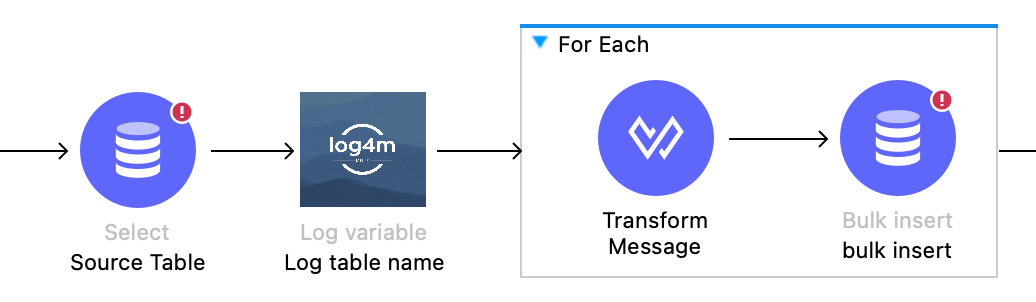 For Each
!
!
log4m
Select
Source Table
Log variable
Log table name
Transform
Message
Bulk insert
bulk insert